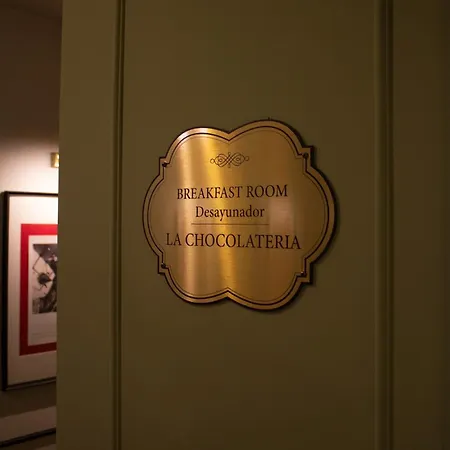 BREAKFAST ROOM
Desayunador
LA CHOCOLATERIA